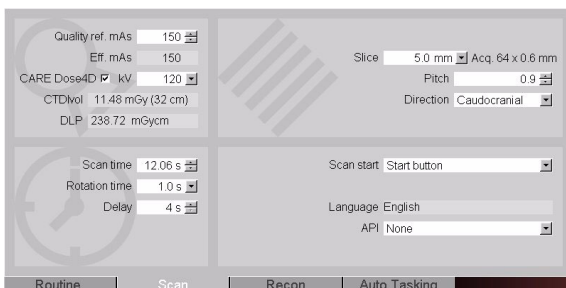 Quality ref. mAs 150
Eff. mAs 150
CARE Dose4D kV 120
CTDIvol 11.48 mGy (32 cm)
DLP 238.72 mGycm
Slice 5.0 mm Acq. 64 x 0.6 mm
Pitch 0.9
Direction Caudocranial
Scan time 12.06 s
Rotation time 1.0 s
Delay 4 s
Scan start Start button
Language English
API None
Routine Scan Recon Auto Tasking